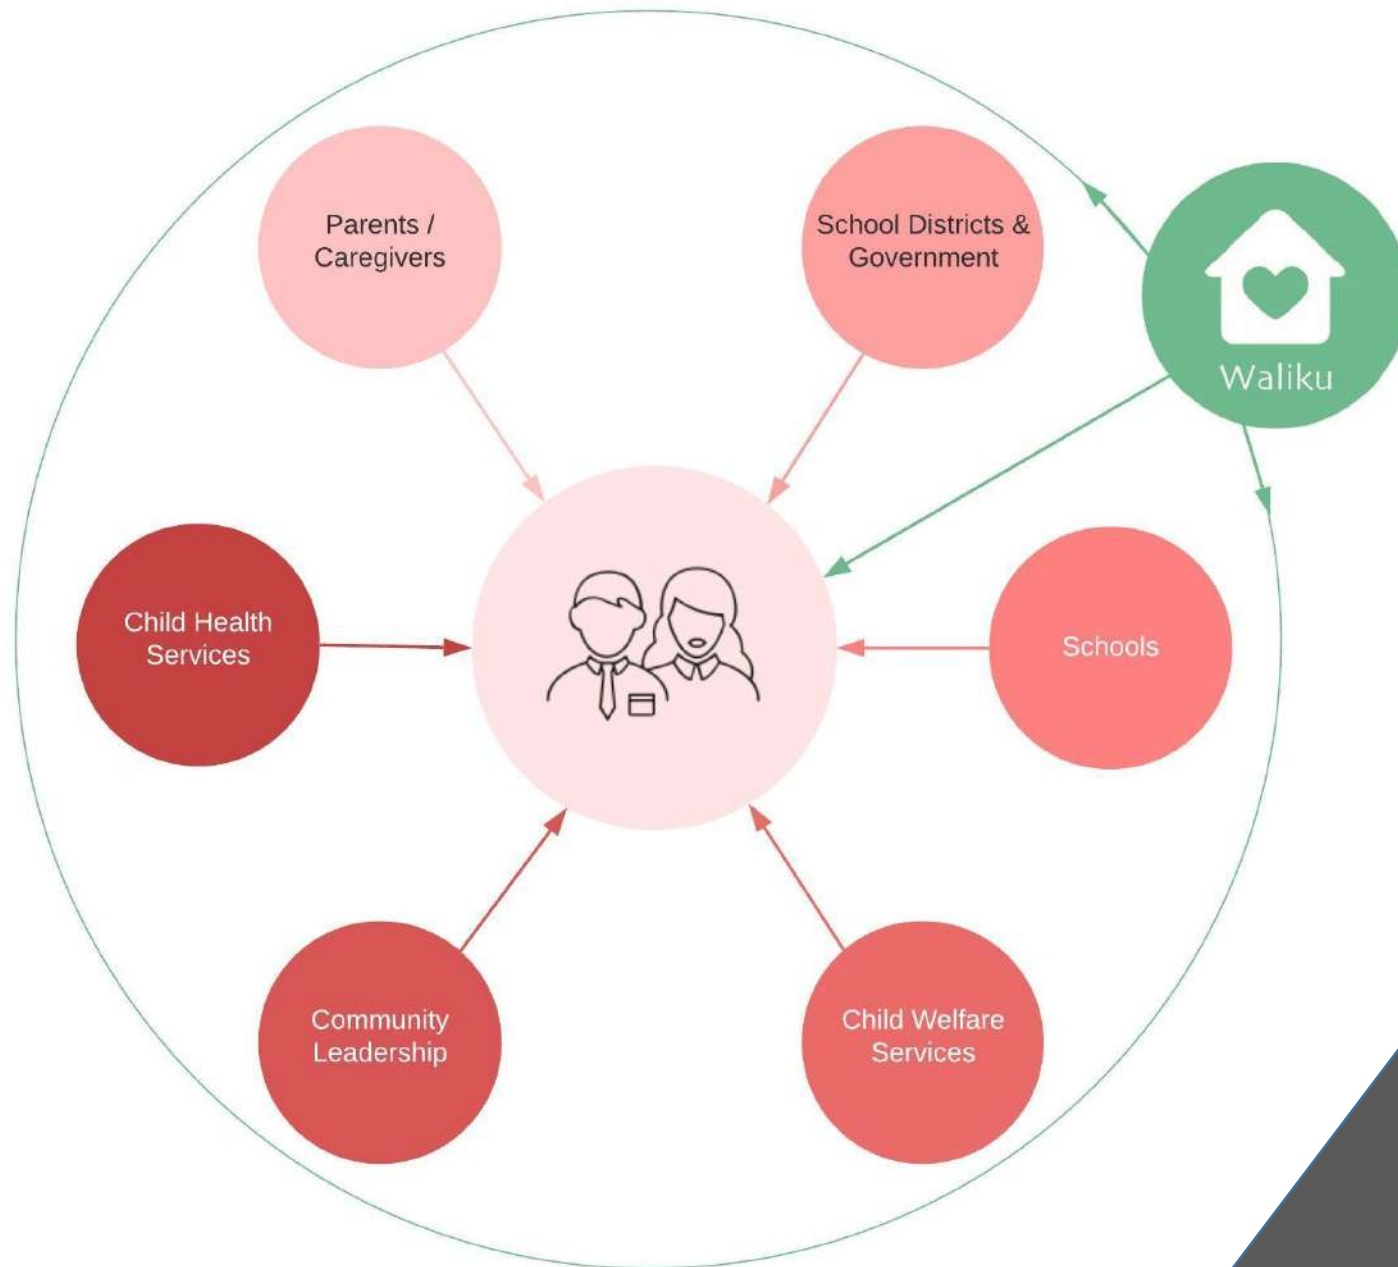 Parents /
Caregivers
School Districts &
Government
Waliku
Child Health
Services
Schools
Community
Leadership
Child Welfare
Services